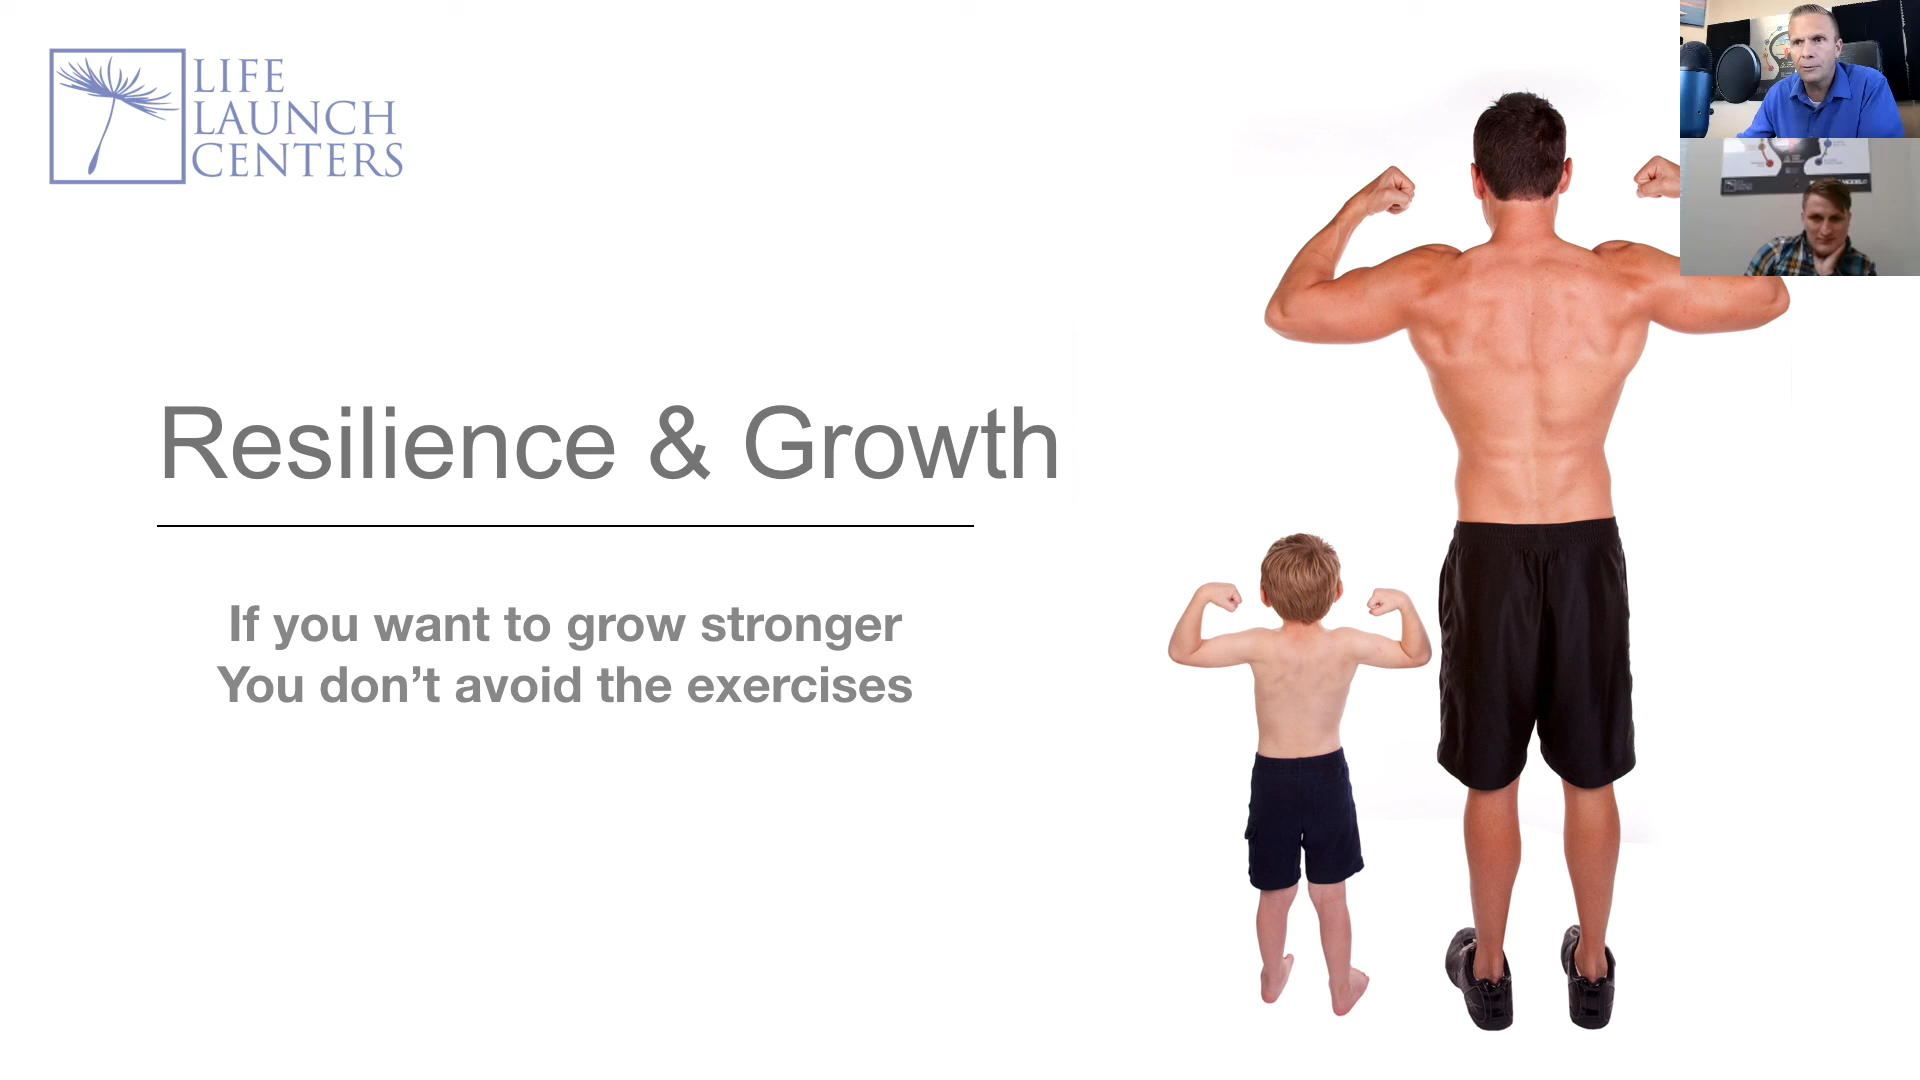 LIFE
LAUNCH
CENTERS
Resilience & Growth
If you want to grow stronger
You don’t avoid the exercises